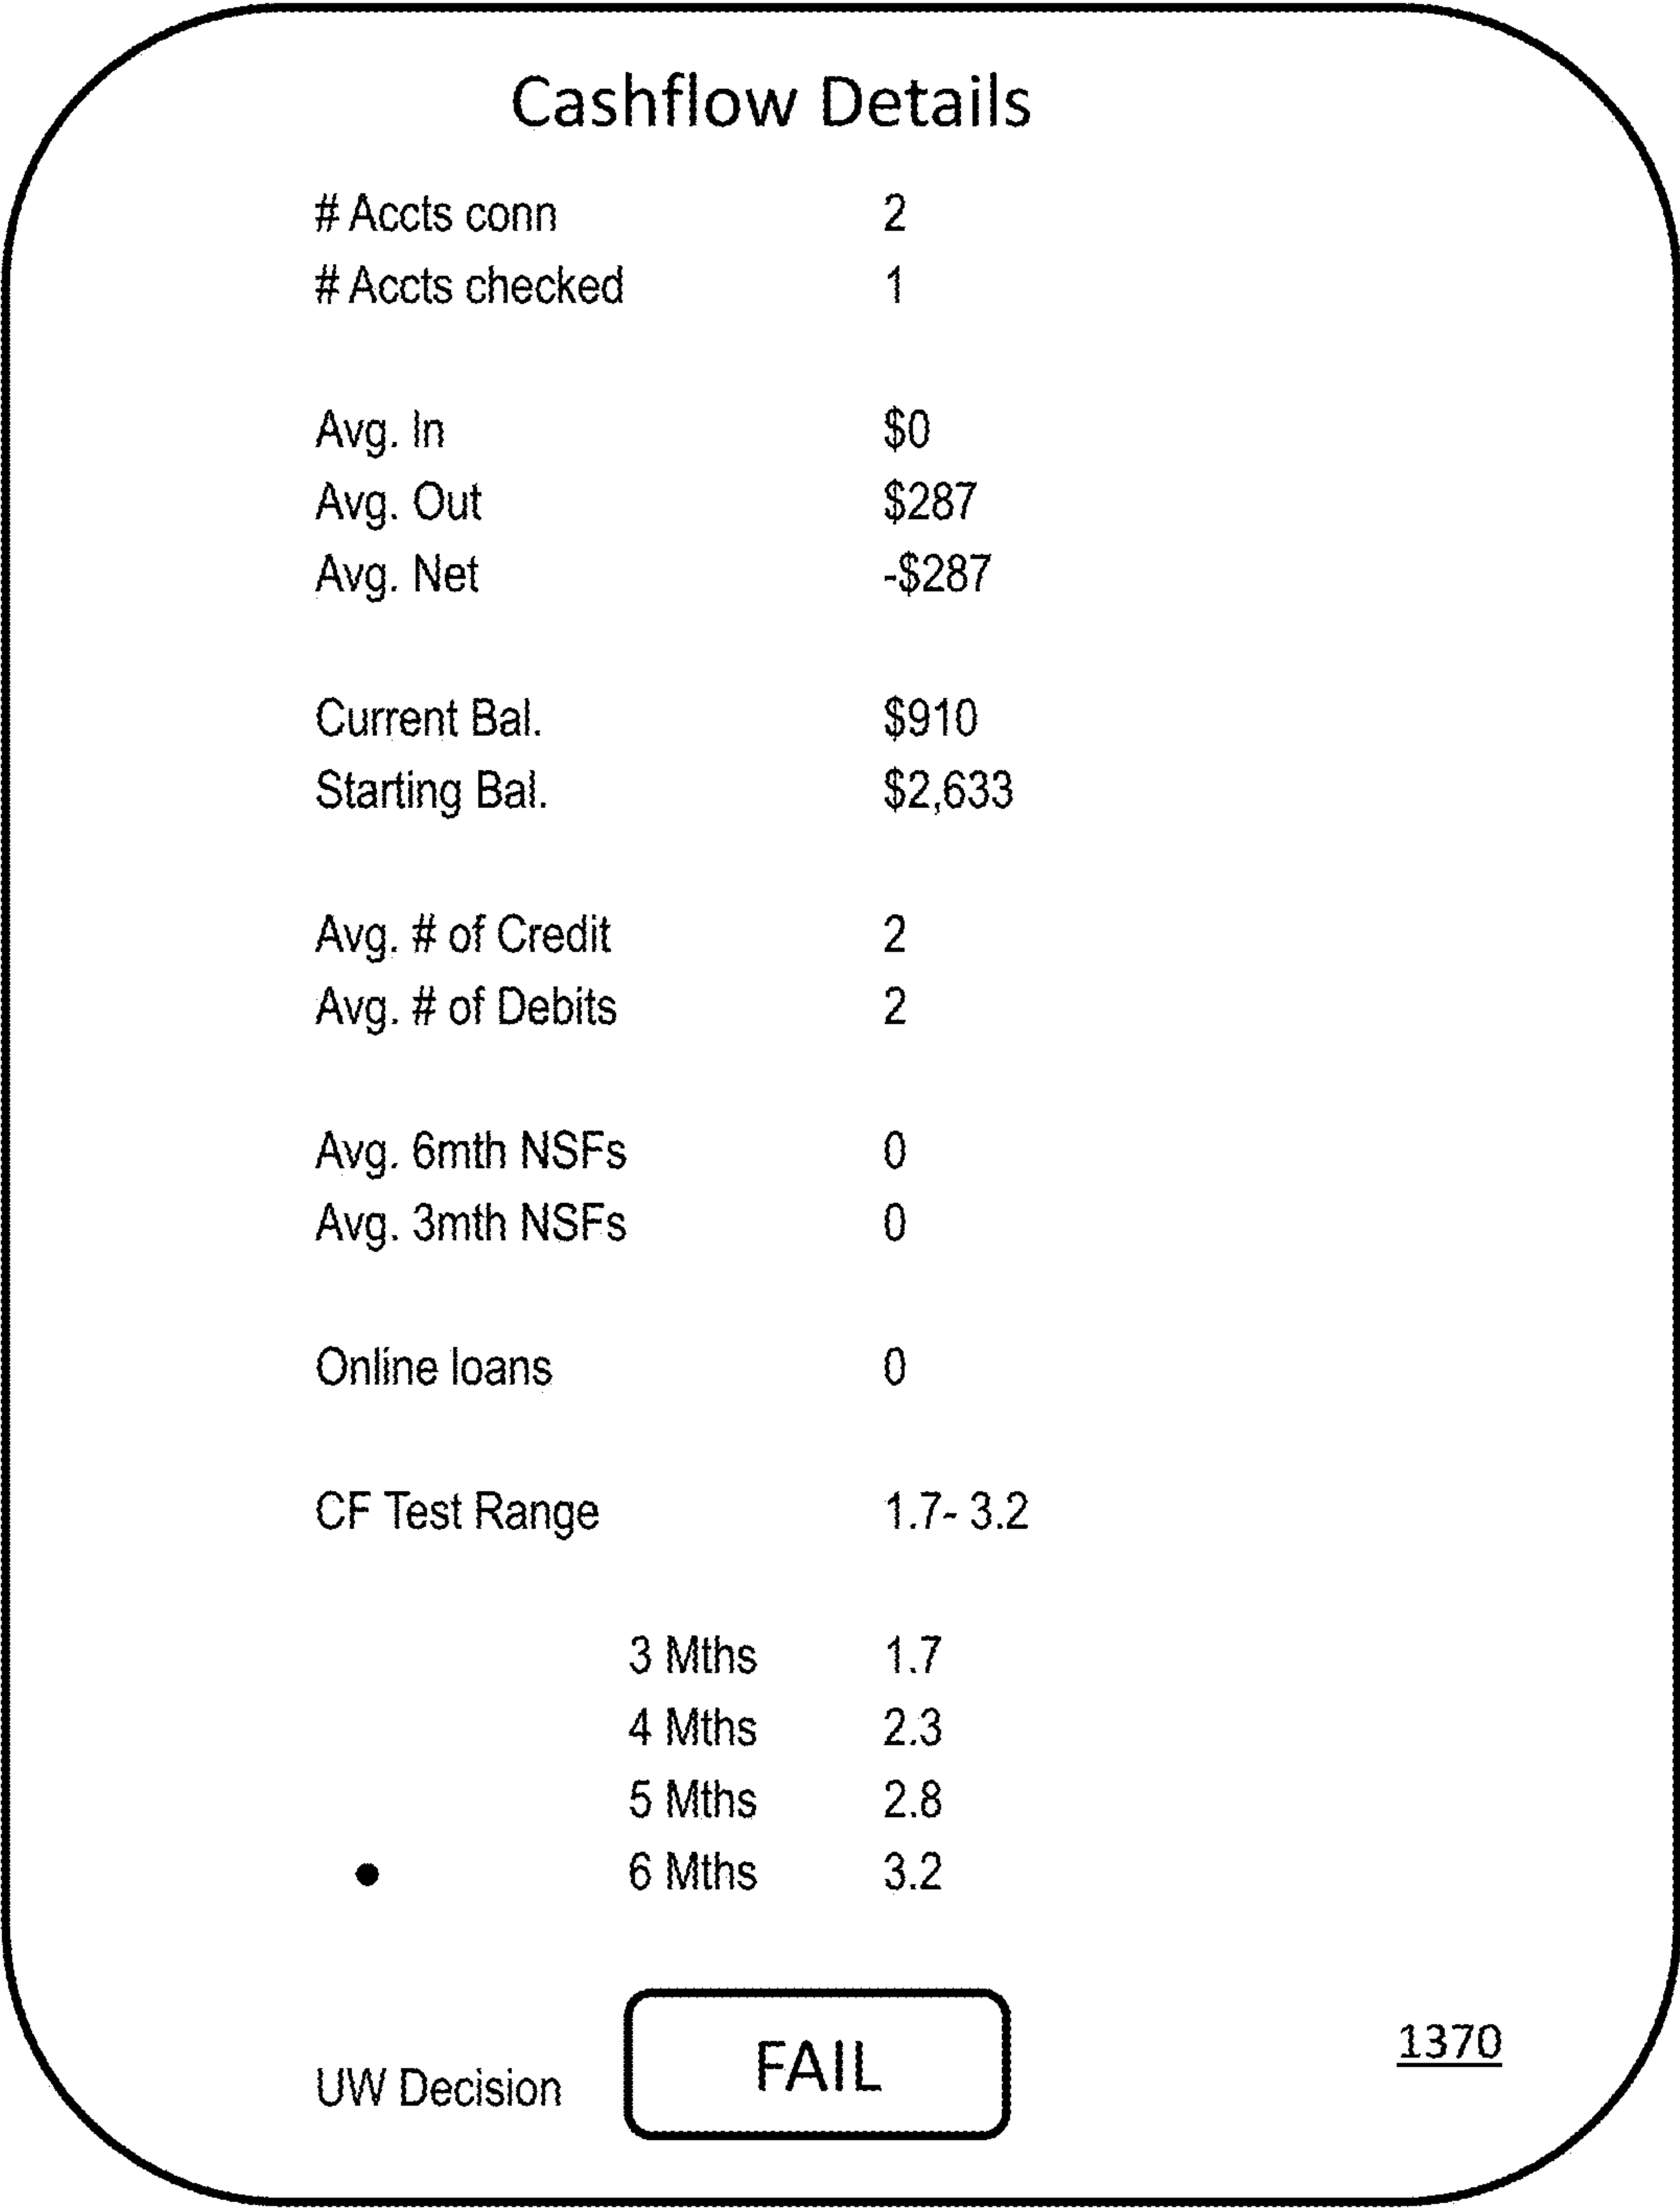 Cashflow Details
# Accts conn 2
# Accts checked 1
Avg. In $0
Avg. Out $287
Avg. Net -$287
Current Bal. $910
Starting Bal. $2,633
Avg. # of Credit 2
Avg. # of Debits 2
Avg. 6mth NSFs 0
Avg. 3mth NSFs 0
Online loans 0
CF Test Range 1.7- 3.2
3 Mths 1.7
4 Mths 2.3
5 Mths 2.8
• 6 Mths 3.2
UW Decision FAIL
1370